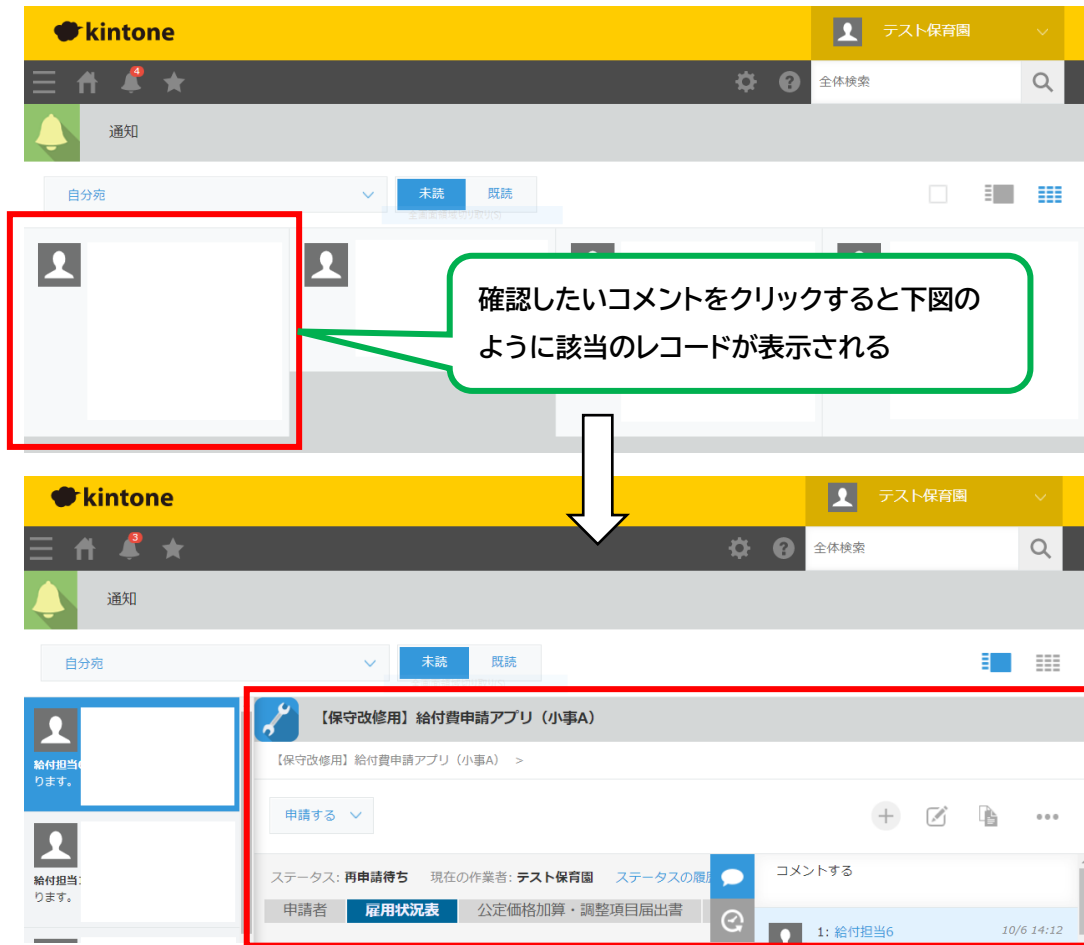 kintone
テスト保育園
4
全体検索
通知
自分宛
未読
既読
確認したいコメントをクリックすると下図の
ように該当のレコードが表示される
kintone
テスト保育園
3
全体検索
通知
自分宛
未読
既読
【保守改修用】給付費申請アプリ（小事A）
【保守改修用】給付費申請アプリ（小事A） >
給付担当
ります。
申請する
給付担当
ります。
ステータス: 再申請待ち 現在の作業者: テスト保育園 ステータスの履
コメントする
申請者 雇用状況表 公定価格加算・調整項目届出書
1: 給付担当6 10/6 14:12